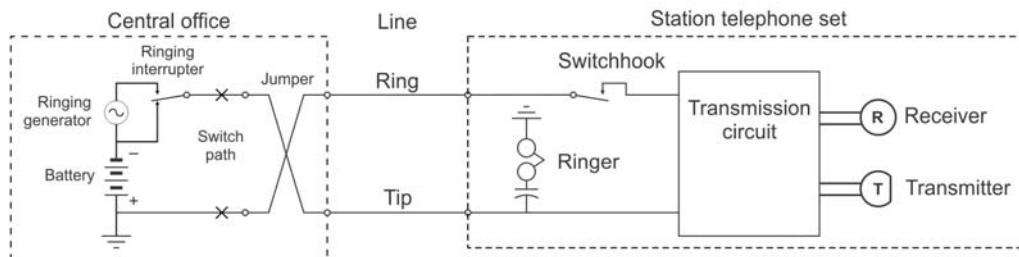 Central office
Line
Station telephone set
Ringing
interrupter
Jumper
Ring
Switchhook
Ringing
generator
Switch
path
Transmission
circuit
R
Receiver
Ringer
−
Battery
+
Tip
T
Transmitter